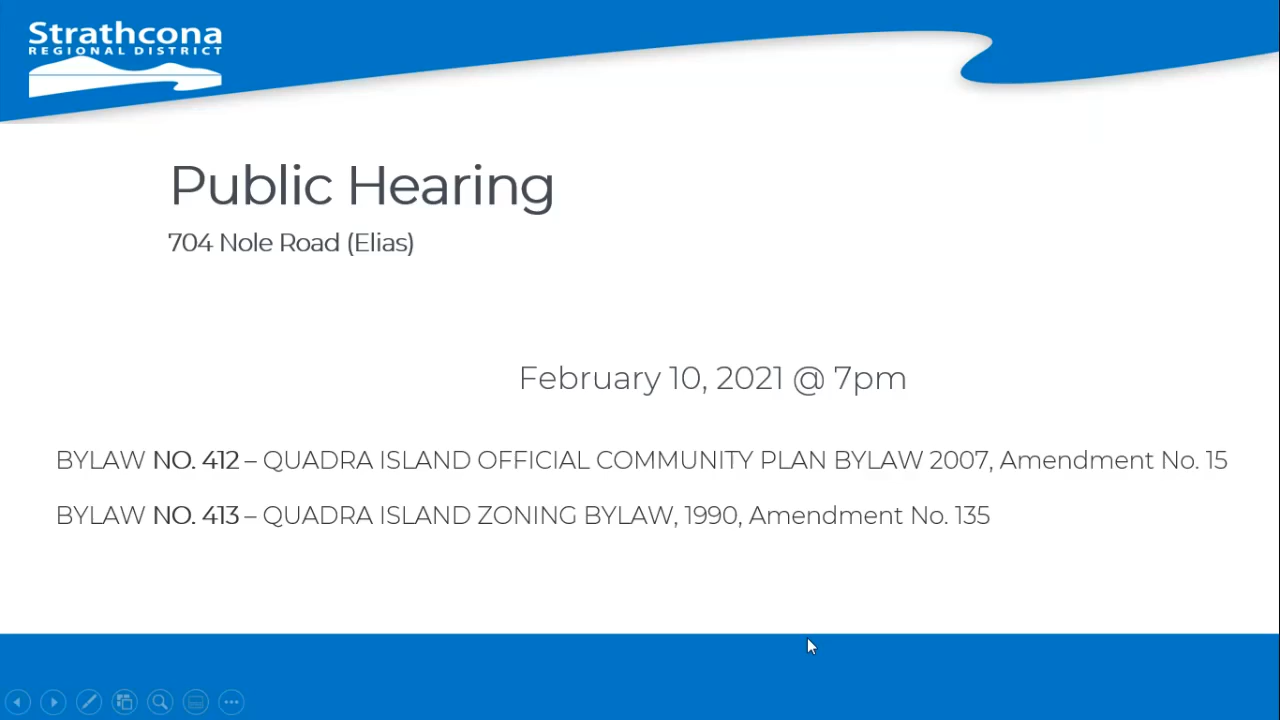 Strathcona
REGIONAL DISTRICT
Public Hearing
704 Nole Road (Elias)
February 10, 2021 @ 7pm
BYLAW NO. 412 – QUADRA ISLAND OFFICIAL COMMUNITY PLAN BYLAW 2007, Amendment No. 15
BYLAW NO. 413 – QUADRA ISLAND ZONING BYLAW, 1990, Amendment No. 135